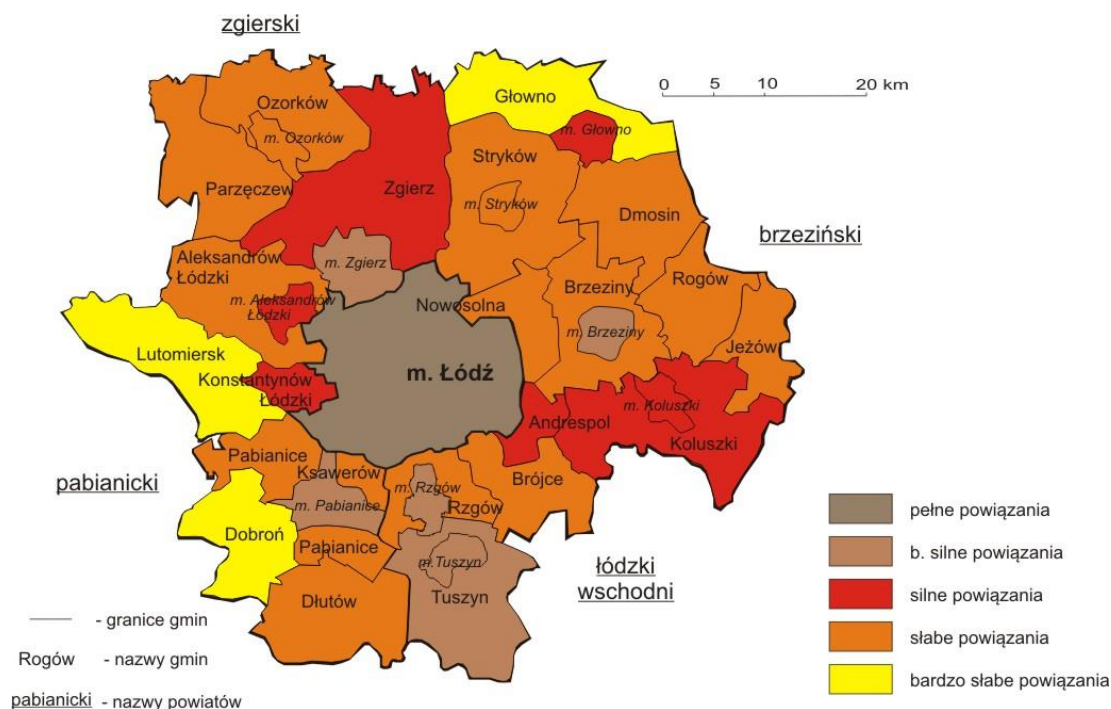 zgierski
0 5 10 20 km
Ozorków
m. Ozorków
Głowno
m. Głowno
Stryków
Parzęczew
Zgierz
m. Stryków
Dmosin
brzeziński
Aleksandrów
Łódzki
m. Zgierz
Rogów
Brzeziny
m. Aleksandrów
Łódzki
Nowosolna
m. Brzeziny
Jeżów
Lutomiersk
m. Łódź
Konstantynów
Łódzki
m. Koluszki
Andrespol
Koluszki
Pabianice
Ksawerów
Brójce
pabianicki
m. Rzgów
m. Pabianice
Rzgów
Dobroń
Pabianice
m.Tuszyn
łódzki
wschodni
Dłutów
Tuszyn
pełne powiązania
b. silne powiązania
silne powiązania
słabe powiązania
bardzo słabe powiązania
- granice gmin
Rogów - nazwy gmin
pabianicki - nazwy powiatów